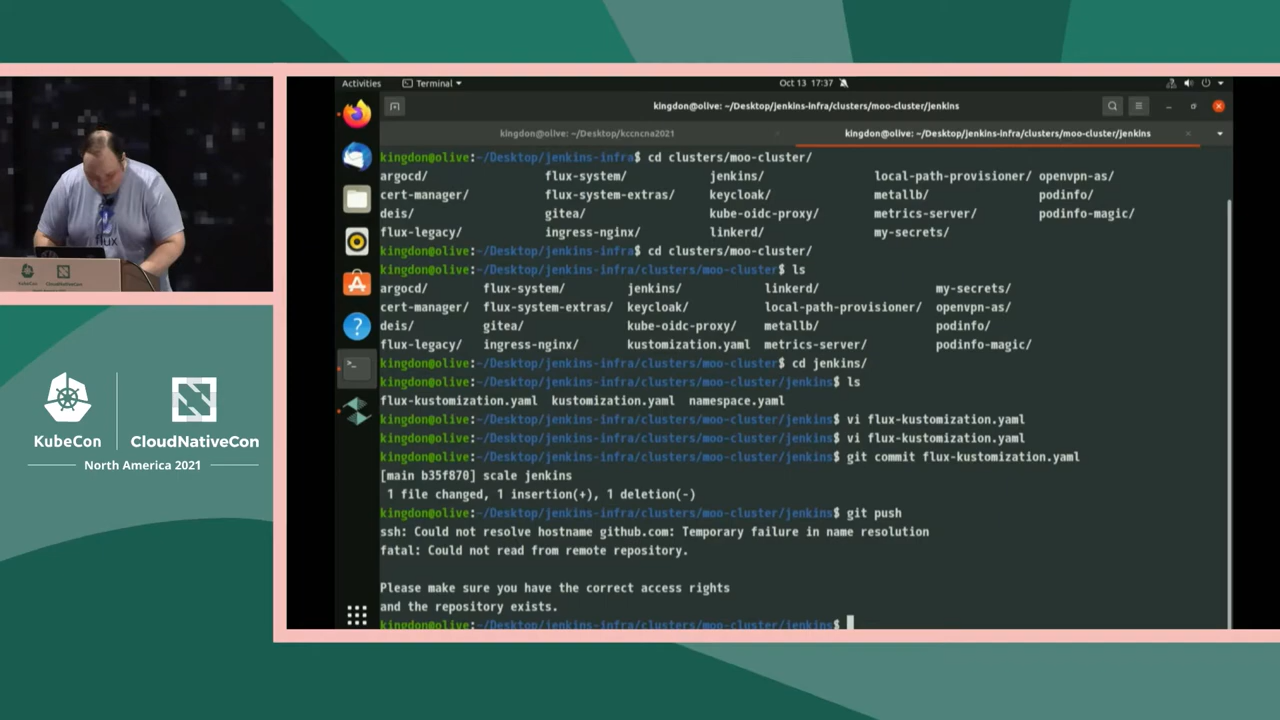 Activities Terminal Oct 13 17:37
kingdon@olive: ~/Desktop/jenkins-infra/clusters/moo-cluster/jenkins
kingdon@olive: ~/Desktop/kccncna2021 kingdon@olive: ~/Desktop/jenkins-infra/clusters/moo-cluster/jenkins
kingdon@olive:~/Desktop/jenkins-infra$ cd clusters/moo-cluster/
argocd/ flux-system/ jenkins/ local-path-provisioner/ openvpn-as/
cert-manager/ flux-system-extras/ keycloak/ metallb/ podinfo/
deis/ gitea/ kube-oidc-proxy/ metrics-server/ podinfo-magic/
flux-legacy/ ingress-nginx/ linkerd/ my-secrets/
kingdon@olive:~/Desktop/jenkins-infra$ cd clusters/moo-cluster/
kingdon@olive:~/Desktop/jenkins-infra/clusters/moo-cluster$ ls
argocd/ flux-system/ jenkins/ linkerd/ my-secrets/
cert-manager/ flux-system-extras/ keycloak/ local-path-provisioner/ openvpn-as/
deis/ gitea/ kube-oidc-proxy/ metallb/ podinfo/
flux-legacy/ ingress-nginx/ kustomization.yaml metrics-server/ podinfo-magic/
kingdon@olive:~/Desktop/jenkins-infra/clusters/moo-cluster$ cd jenkins/
kingdon@olive:~/Desktop/jenkins-infra/clusters/moo-cluster/jenkins$ ls
flux-kustomization.yaml kustomization.yaml namespace.yaml
kingdon@olive:~/Desktop/jenkins-infra/clusters/moo-cluster/jenkins$ vi flux-kustomization.yaml
kingdon@olive:~/Desktop/jenkins-infra/clusters/moo-cluster/jenkins$ vi flux-kustomization.yaml
kingdon@olive:~/Desktop/jenkins-infra/clusters/moo-cluster/jenkins$ git commit flux-kustomization.yaml
[main b35f870] scale jenkins
1 file changed, 1 insertion(+), 1 deletion(-)
kingdon@olive:~/Desktop/jenkins-infra/clusters/moo-cluster/jenkins$ git push
ssh: Could not resolve hostname github.com: Temporary failure in name resolution
fatal: Could not read from remote repository.
Please make sure you have the correct access rights
and the repository exists.
kingdon@olive:~/Desktop/jenkins-infra/clusters/moo-cluster/jenkins$
flux
KubeCon CloudNativeCon
KubeCon CloudNativeCon
North America 2021